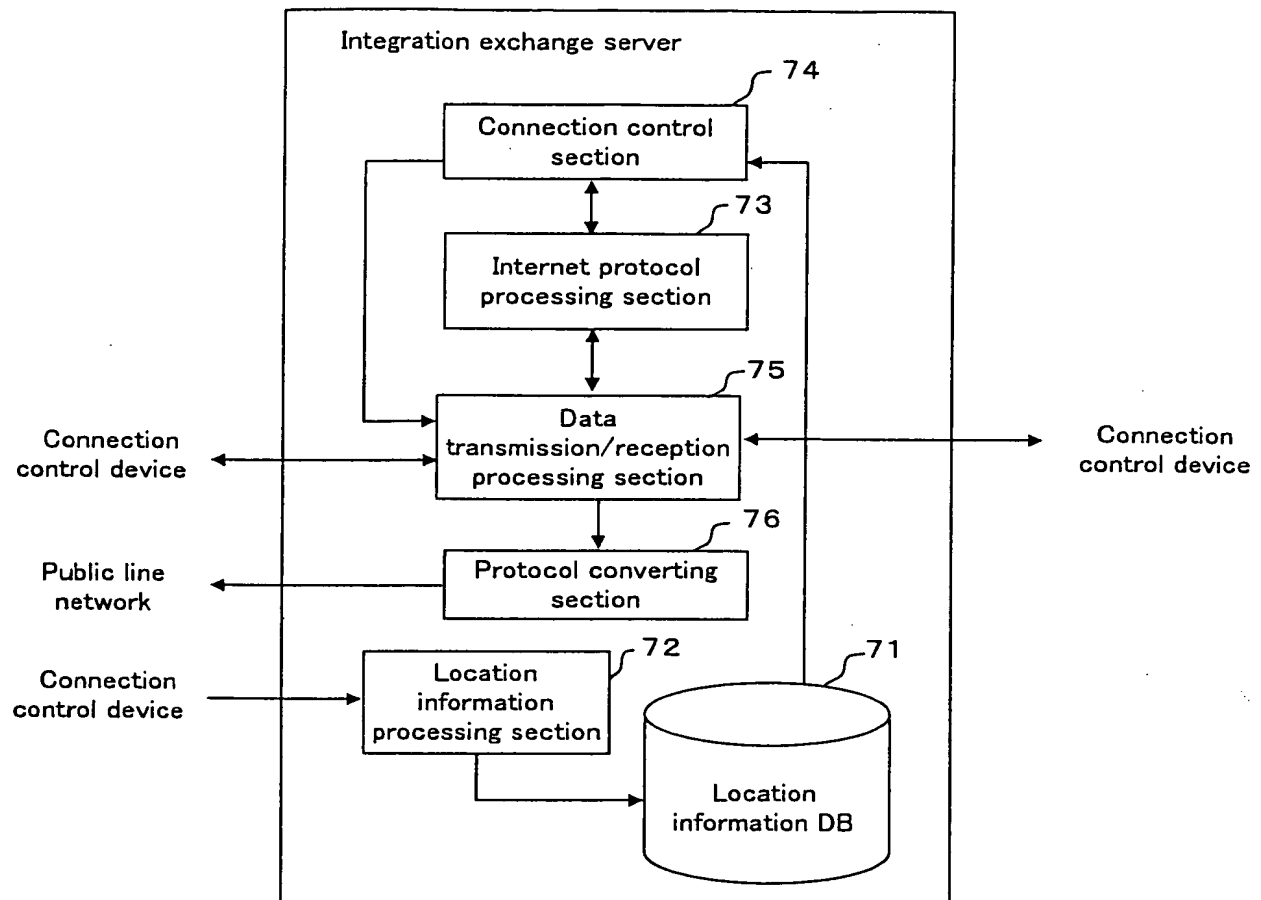 Integration exchange server
74
Connection control
section
73
Internet protocol
processing section
75
Data
transmission/reception
processing section
Connection
control device
Connection
control device
76
Protocol converting
section
Public line
network
72
Location
information
processing section
Connection
control device
71
Location
information DB